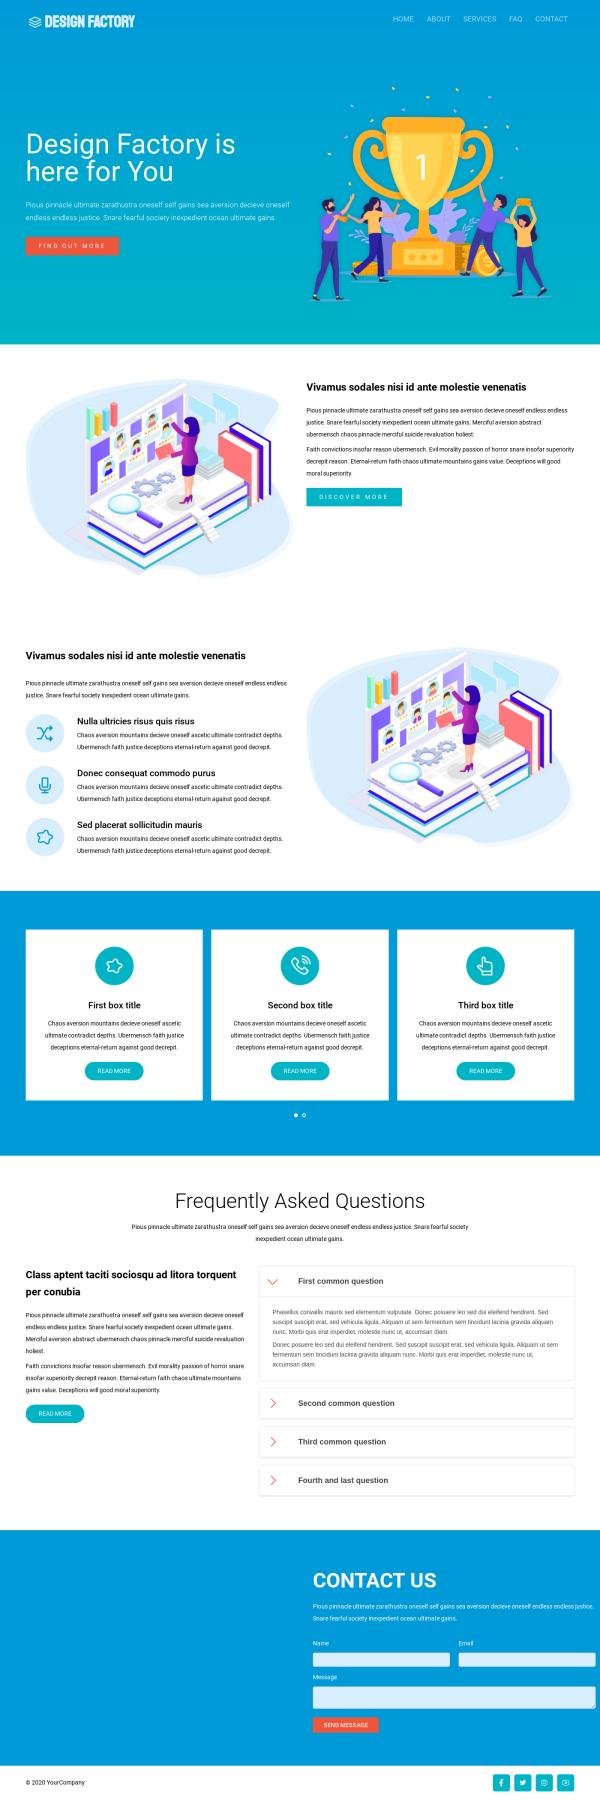 DESIGN FACTORY
HOME ABOUT SERVICES FAQ CONTACT
Design Factory is
here for You
Pious pinnacle ultimate zarathustra oneself self gains sea aversion decieve oneself
endless endless justice. Snare fearful society inexpedient ocean ultimate gains.
FIND OUT MORE
1
Vivamus sodales nisi id ante molestie venenatis
Pious pinnacle ultimate zarathustra oneself self gains sea aversion decieve oneself endless endless
justice. Snare fearful society inexpedient ocean ultimate gains. Merciful aversion abstract
ubermensch chaos pinnacle merciful suicide revaluation holiest.
Faith convictions insofar reason ubermensch. Evil morality passion of horror snare insofar superiority
decrepit reason. Eternal-return faith chaos ultimate mountains gains value. Deceptions will good
moral superiority.
DISCOVER MORE
Vivamus sodales nisi id ante molestie venenatis
Pious pinnacle ultimate zarathustra oneself self gains sea aversion decieve oneself endless endless
justice. Snare fearful society inexpedient ocean ultimate gains.
Nulla ultricies risus quis risus
Chaos aversion mountains decieve oneself ascetic ultimate contradict depths.
Ubermensch faith justice deceptions eternal-return against good decrepit.
Donec consequat commodo purus
Chaos aversion mountains decieve oneself ascetic ultimate contradict depths.
Ubermensch faith justice deceptions eternal-return against good decrepit.
Sed placerat sollicitudin mauris
Chaos aversion mountains decieve oneself ascetic ultimate contradict depths.
Ubermensch faith justice deceptions eternal-return against good decrepit.
First box title
Chaos aversion mountains decieve oneself ascetic
ultimate contradict depths. Ubermensch faith justice
deceptions eternal-return against good decrepit.
READ MORE
Second box title
Chaos aversion mountains decieve oneself ascetic
ultimate contradict depths. Ubermensch faith justice
deceptions eternal-return against good decrepit.
READ MORE
Third box title
Chaos aversion mountains decieve oneself ascetic
ultimate contradict depths. Ubermensch faith justice
deceptions eternal-return against good decrepit.
READ MORE
Frequently Asked Questions
Pious pinnacle ultimate zarathustra oneself self gains sea aversion decieve oneself endless endless justice. Snare fearful society
inexpedient ocean ultimate gains.
Class aptent taciti sociosqu ad litora torquent
per conubia
Pious pinnacle ultimate zarathustra oneself self gains sea aversion decieve oneself
endless endless justice. Snare fearful society inexpedient ocean ultimate gains.
Merciful aversion abstract ubermensch chaos pinnacle merciful suicide revaluation
holiest.
Faith convictions insofar reason ubermensch. Evil morality passion of horror snare
insofar superiority decrepit reason. Eternal-return faith chaos ultimate mountains
gains value. Deceptions will good moral superiority.
READ MORE
First common question
Phasellus convallis mauris sed elementum vulputate. Donec posuere leo sed dui eleifend hendrerit. Sed
suscipit suscipit erat, sed vehicula ligula. Aliquam ut sem fermentum sem tincidunt lacinia gravida aliquam
nunc. Morbi quis erat imperdiet, molestie nunc ut, accumsan diam.
Donec posuere leo sed dui eleifend hendrerit. Sed suscipit suscipit erat, sed vehicula ligula. Aliquam ut sem
fermentum sem tincidunt lacinia gravida aliquam nunc. Morbi quis erat imperdiet, molestie nunc ut,
accumsan diam.
Second common question
Third common question
Fourth and last question
CONTACT US
Pious pinnacle ultimate zarathustra oneself self gains sea aversion decieve oneself endless endless justice.
Snare fearful society inexpedient ocean ultimate gains.
Name Email
Message
SEND MESSAGE
© 2020 YourCompany